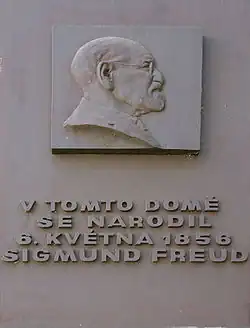 V TOMTO DOMĚ
SE NARODIL
6. KVĚTNA 1856
SIGMUND FREUD